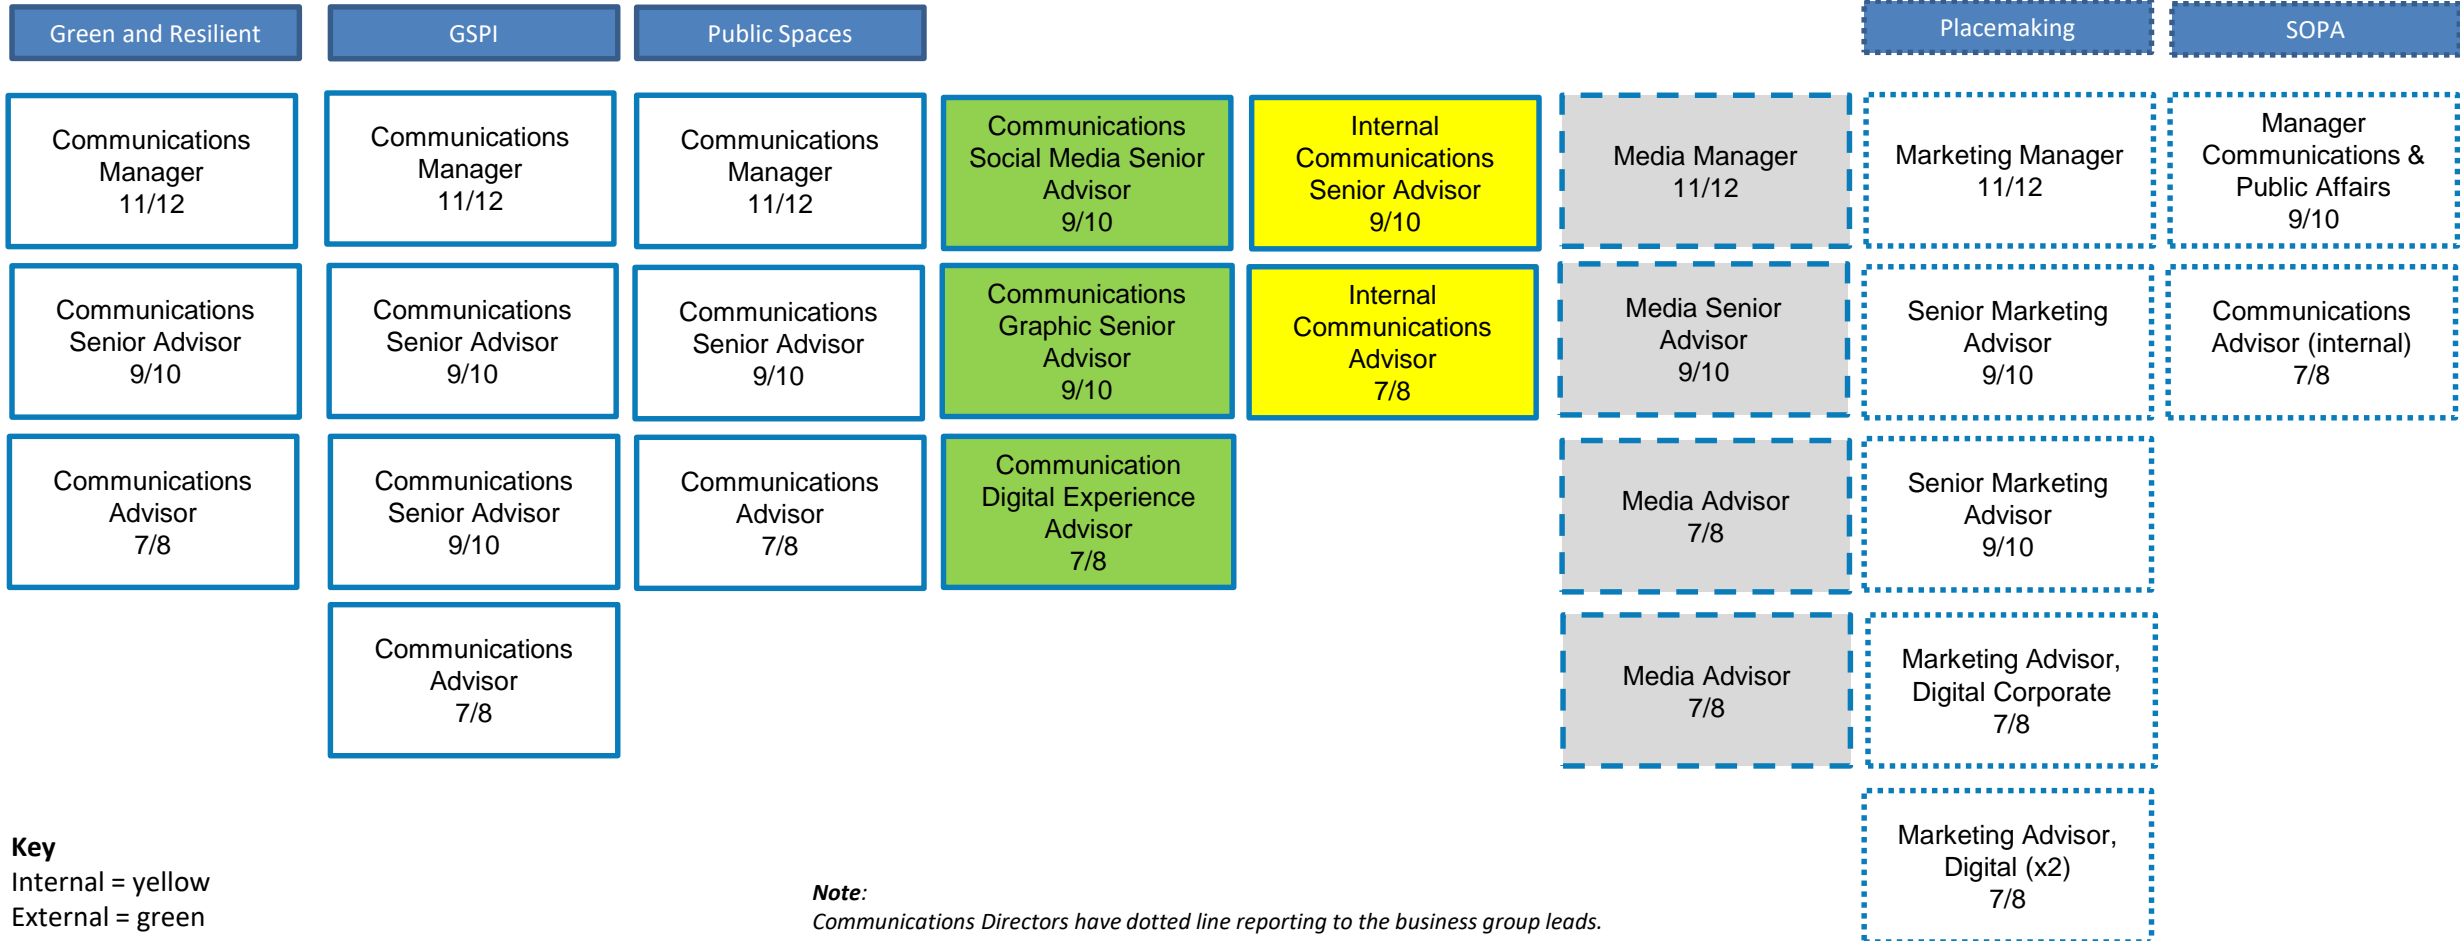 Green and Resilient
GSPI
Public Spaces
Placemaking
SOPA
Communications
Manager
11/12
Communications
Manager
11/12
Communications
Manager
11/12
Communications
Social Media Senior
Advisor
9/10
Internal
Communications
Senior Advisor
9/10
Media Manager
11/12
Marketing Manager
11/12
Manager
Communications &
Public Affairs
9/10
Communications
Senior Advisor
9/10
Communications
Senior Advisor
9/10
Communications
Senior Advisor
9/10
Communications
Graphic Senior
Advisor
9/10
Internal
Communications
Advisor
7/8
Media Senior
Advisor
9/10
Senior Marketing
Advisor
9/10
Communications
Advisor (internal)
7/8
Communications
Advisor
7/8
Communications
Senior Advisor
9/10
Communications
Advisor
7/8
Communication
Digital Experience
Advisor
7/8
Media Advisor
7/8
Senior Marketing
Advisor
9/10
Communications
Advisor
7/8
Media Advisor
7/8
Marketing Advisor,
Digital Corporate
7/8
Marketing Advisor,
Digital (x2)
7/8
Key
Internal = yellow
External = green
Note:
Communications Directors have dotted line reporting to the business group leads.